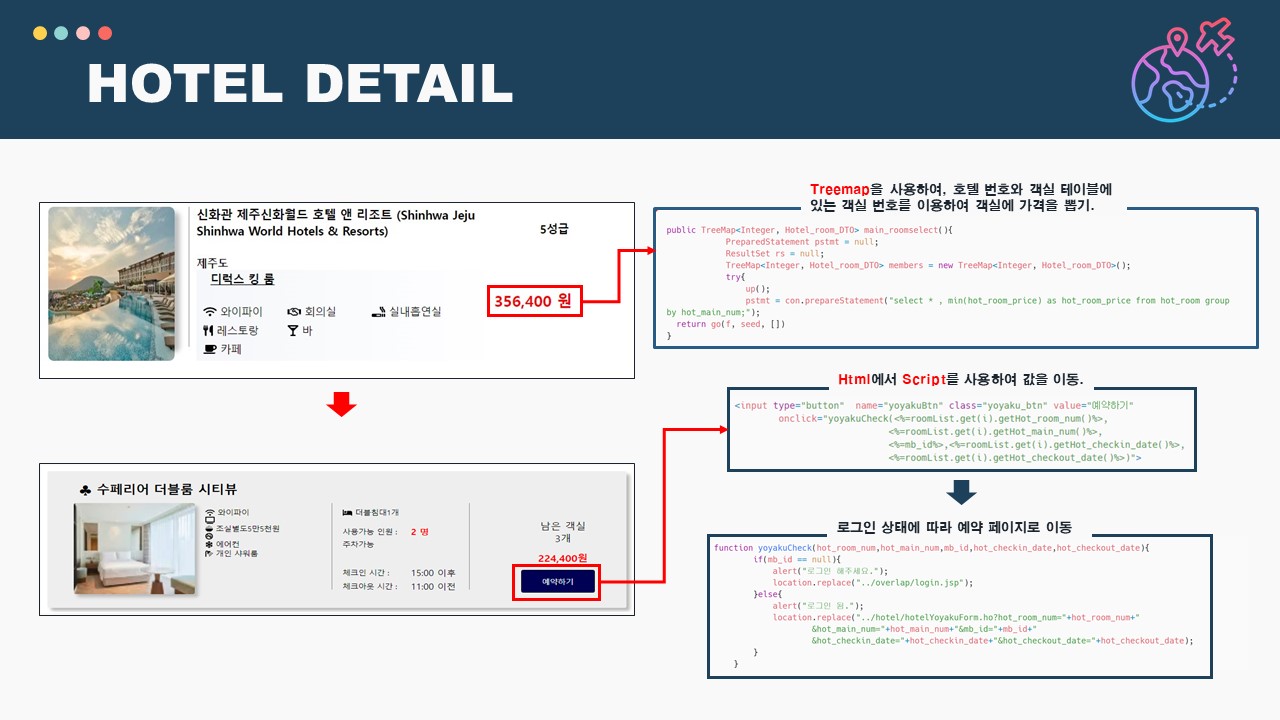 HOTEL DETAIL
신화관 제주신화월드 호텔 앤 리조트 (Shinhwa Jeju
Shinhwa World Hotels & Resorts)
5성급
제주도
디럭스 킹 룸
356,400 원
와이파이 회의실 실내흡연실
레스토랑 바
카페
Treemap을 사용하여, 호텔 번호와 객실 테이블에
있는 객실 번호를 이용하여 객실에 가격을 뽑기.
public TreeMap<Integer, Hotel_room_DTO> main_roomselect(){
PreparedStatement pstmt = null;
ResultSet rs = null;
TreeMap<Integer, Hotel_room_DTO> members = new TreeMap<Integer, Hotel_room_DTO>();
try{
up();
pstmt = con.prepareStatement("select * , min(hot_room_price) as hot_room_price from hot_room group
by hot_main_num;");
return go(f, seed, [])
}
Html에서 Script를 사용하여 값을 이동.
<input type="button"  name="yoyakuBtn" class="yoyaku_btn" value="예약하기"
onclick="yoyakuCheck(<%=roomList.get(i).getHot_room_num()%>,
<%=roomList.get(i).getHot_main_num()%>,
<%=mb_id%>,<%=roomList.get(i).getHot_checkin_date()%>,
<%=roomList.get(i).getHot_checkout_date()%>)">
♣ 수페리어 더블룸 시티뷰
와이파이
조실별도5만5천원
에어컨
개인 샤워룸
더블침대1개
사용가능 인원 : 2 명
주차가능
체크인 시간 : 15:00 이후
체크아웃 시간 : 11:00 이전
남은 객실
3개
224,400원
예약하기
로그인 상태에 따라 예약 페이지로 이동
function yoyakuCheck(hot_room_num,hot_main_num,mb_id,hot_checkin_date,hot_checkout_date){
if(mb_id == null){
alert("로그인 해주세요.");
location.replace("../overlap/login.jsp");
}else{
alert("로그인 됨.");
location.replace("../hotel/hotelYoyakuForm.ho?hot_room_num="+hot_room_num+"
&hot_main_num="+hot_main_num+"&mb_id="+mb_id+"
&hot_checkin_date="+hot_checkin_date+"&hot_checkout_date="+hot_checkout_date);
}
}